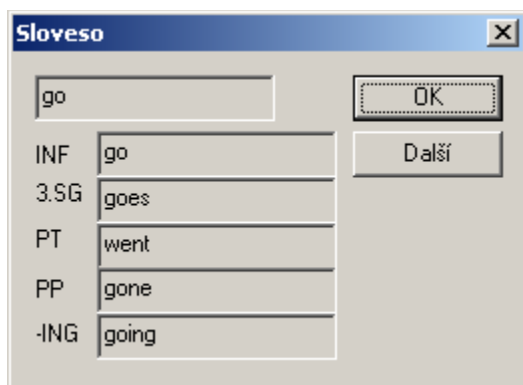 Sloveso
go OK
INF go Další
3.SG goes
PT went
PP gone
-ING going